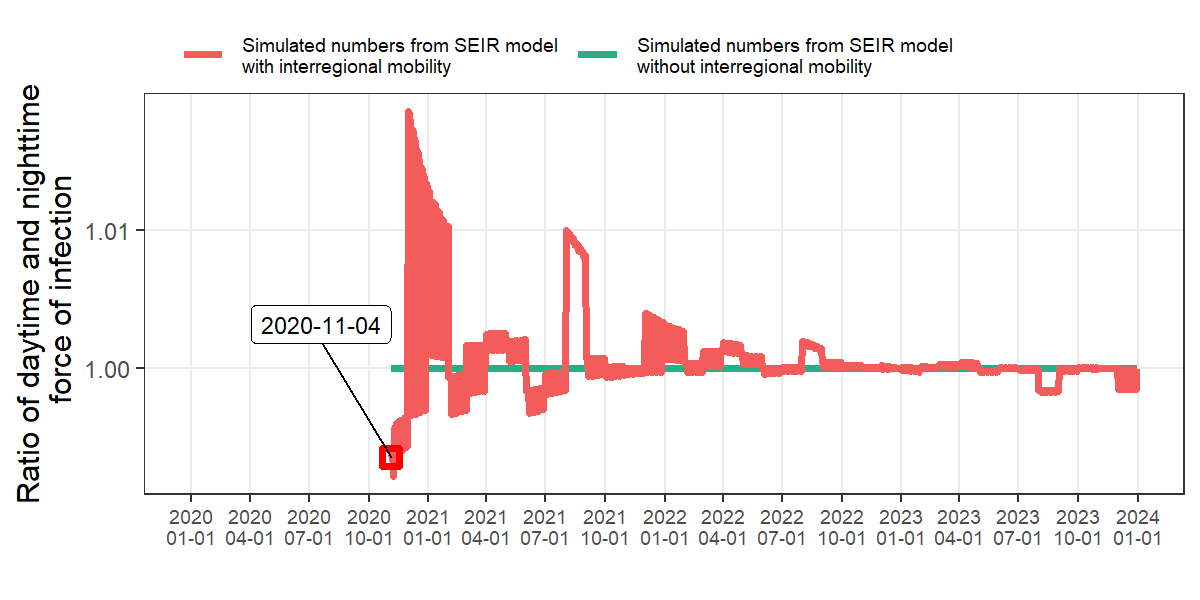 Simulated numbers from SEIR model
with interregional mobility
Simulated numbers from SEIR model
without interregional mobility
Ratio of daytime and nighttime
force of infection
1.01
1.00
2020-11-04
2020 2020 2020 2020 2021 2021 2021 2021 2022 2022 2022 2022 2023 2023 2023 2023 2024
01-01 04-01 07-01 10-01 01-01 04-01 07-01 10-01 01-01 04-01 07-01 10-01 01-01 04-01 07-01 10-01 01-01